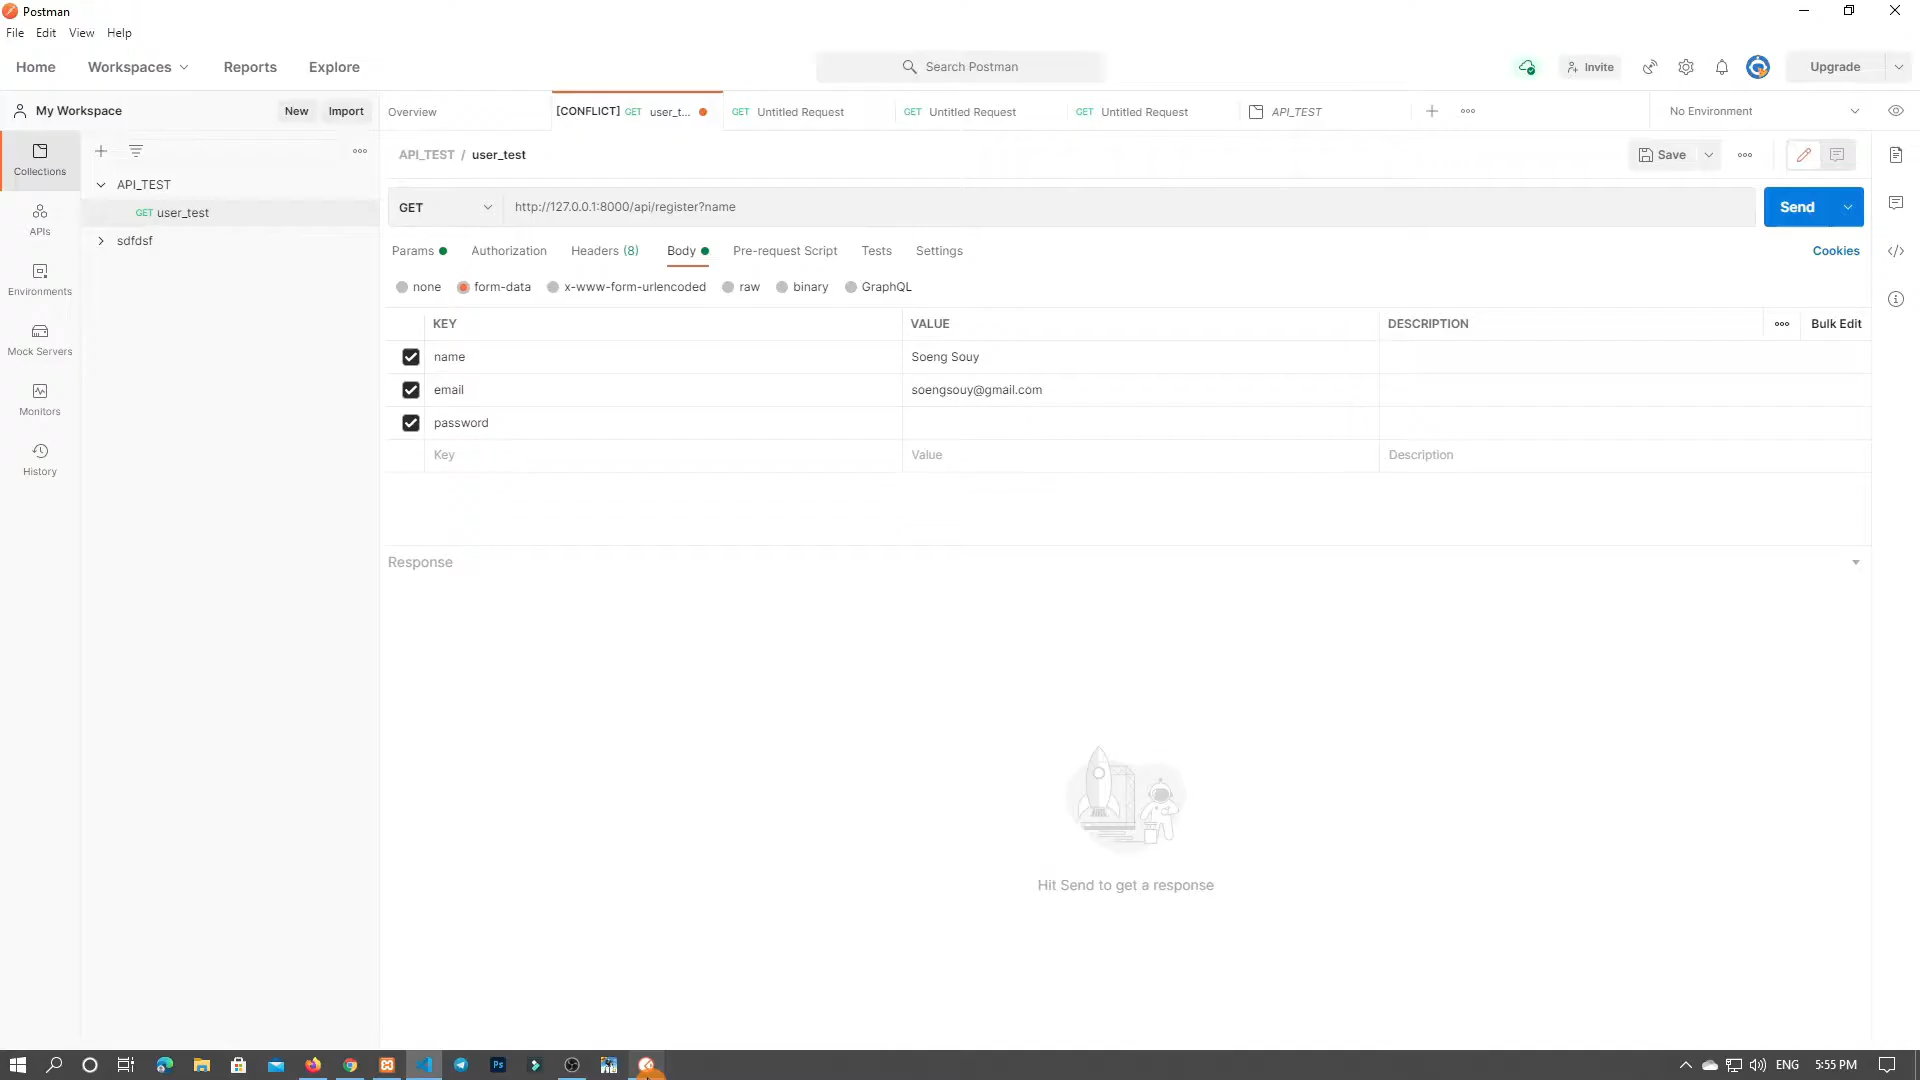 Postman
File Edit View Help
Home Workspaces Reports Explore Search Postman Invite Upgrade
My Workspace New Import Overview [CONFLICT] GET user_t... GET Untitled Request GET Untitled Request GET Untitled Request API_TEST No Environment
API_TEST / user_test Save
Collections
API_TEST
GET user_test
sdfdsf
APIs
Environments
Mock Servers
Monitors
History
GET http://127.0.0.1:8000/api/register?name Send
Params Authorization Headers (8) Body Pre-request Script Tests Settings Cookies
none form-data x-www-form-urlencoded raw binary GraphQL
KEY VALUE DESCRIPTION Bulk Edit
name Soeng Souy
email soengsouy@gmail.com
password
Key Value Description
Response
Hit Send to get a response
Ps
ENG 5:55 PM